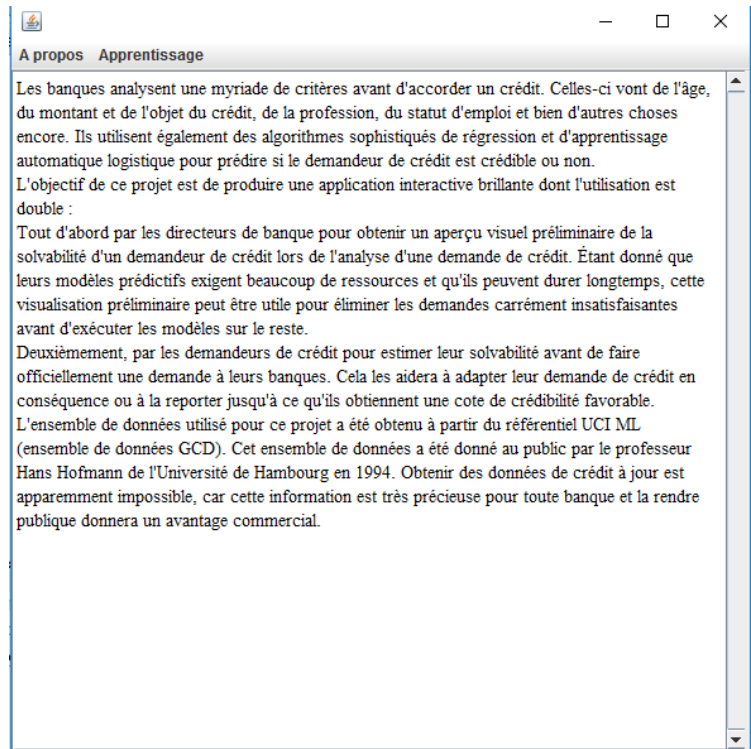 A propos Apprentissage
Les banques analysent une myriade de critères avant d'accorder un crédit. Celles-ci vont de l'âge,
du montant et de l'objet du crédit, de la profession, du statut d'emploi et bien d'autres choses
encore. Ils utilisent également des algorithmes sophistiqués de régression et d'apprentissage
automatique logistique pour prédire si le demandeur de crédit est crédible ou non.
L'objectif de ce projet est de produire une application interactive brillante dont l'utilisation est
double :
Tout d'abord par les directeurs de banque pour obtenir un aperçu visuel préliminaire de la
solvabilité d'un demandeur de crédit lors de l'analyse d'une demande de crédit. Étant donné que
leurs modèles prédictifs exigent beaucoup de ressources et qu'ils peuvent durer longtemps, cette
visualisation préliminaire peut être utile pour éliminer les demandes carrément insatisfaisantes
avant d'exécuter les modèles sur le reste.
Deuxièmement, par les demandeurs de crédit pour estimer leur solvabilité avant de faire
officiellement une demande à leurs banques. Cela les aidera à adapter leur demande de crédit en
conséquence ou à la reporter jusqu'à ce qu'ils obtiennent une cote de crédibilité favorable.
L'ensemble de données utilisé pour ce projet a été obtenu à partir du référentiel UCI ML
(ensemble de données GCD). Cet ensemble de données a été donné au public par le professeur
Hans Hofmann de l'Université de Hambourg en 1994. Obtenir des données de crédit à jour est
apparemment impossible, car cette information est très précieuse pour toute banque et la rendre
publique donnera un avantage commercial.